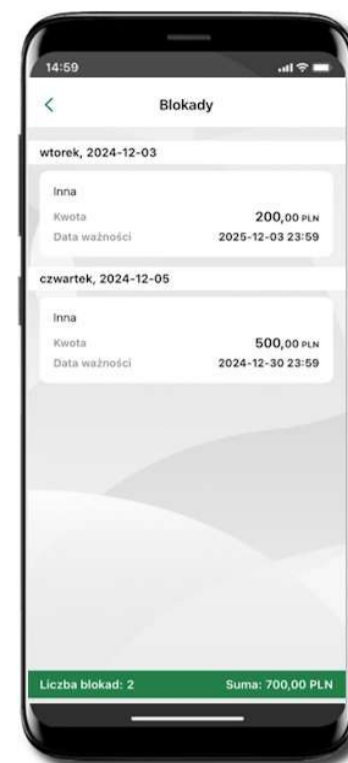 14:59
Blokady
wtorek, 2024-12-03
Inna
Kwota 200,00 PLN
Data ważności 2025-12-03 23:59
czwartek, 2024-12-05
Inna
Kwota 500,00 PLN
Data ważności 2024-12-30 23:59
Liczba blokad: 2 Suma: 700,00 PLN